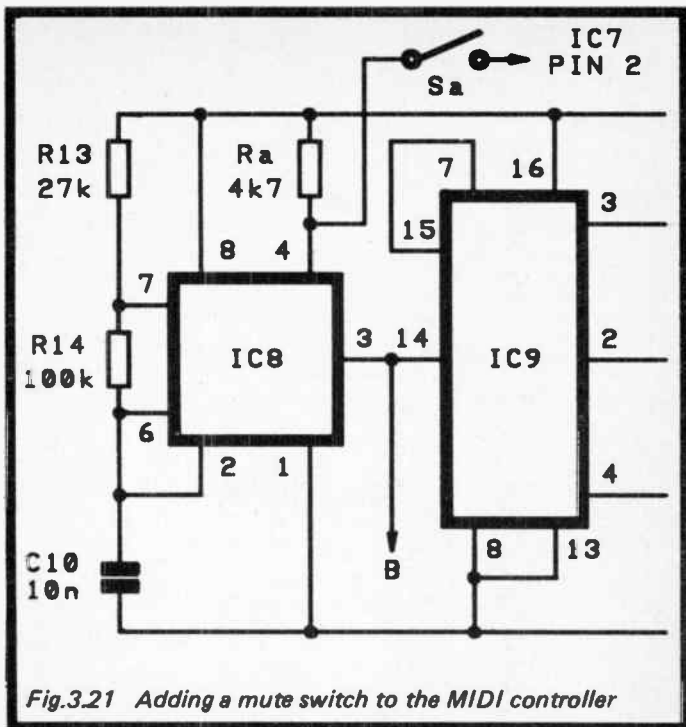 IC7
PIN 2
Sa
R13
27k
Ra
4k7
7
16
3
15
8
4
7
R14
100k
IC8
3
14
IC9
2
6
2
1
4
C10
10n
B
8
13
Fig.3.21 Adding a mute switch to the MIDI controller